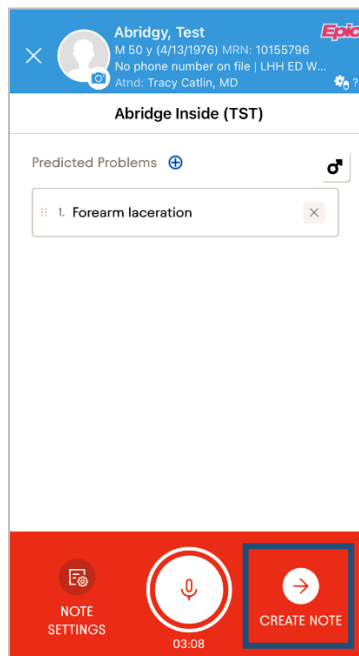 Abridgy, Test
Epic
M 50 y (4/13/1976) MRN: 10155796
No phone number on file | LHH ED W...
Atnd: Tracy Catlin, MD
?
Abridge Inside (TST)
Predicted Problems
1. Forearm laceration
NOTE
SETTINGS
03:08
CREATE NOTE